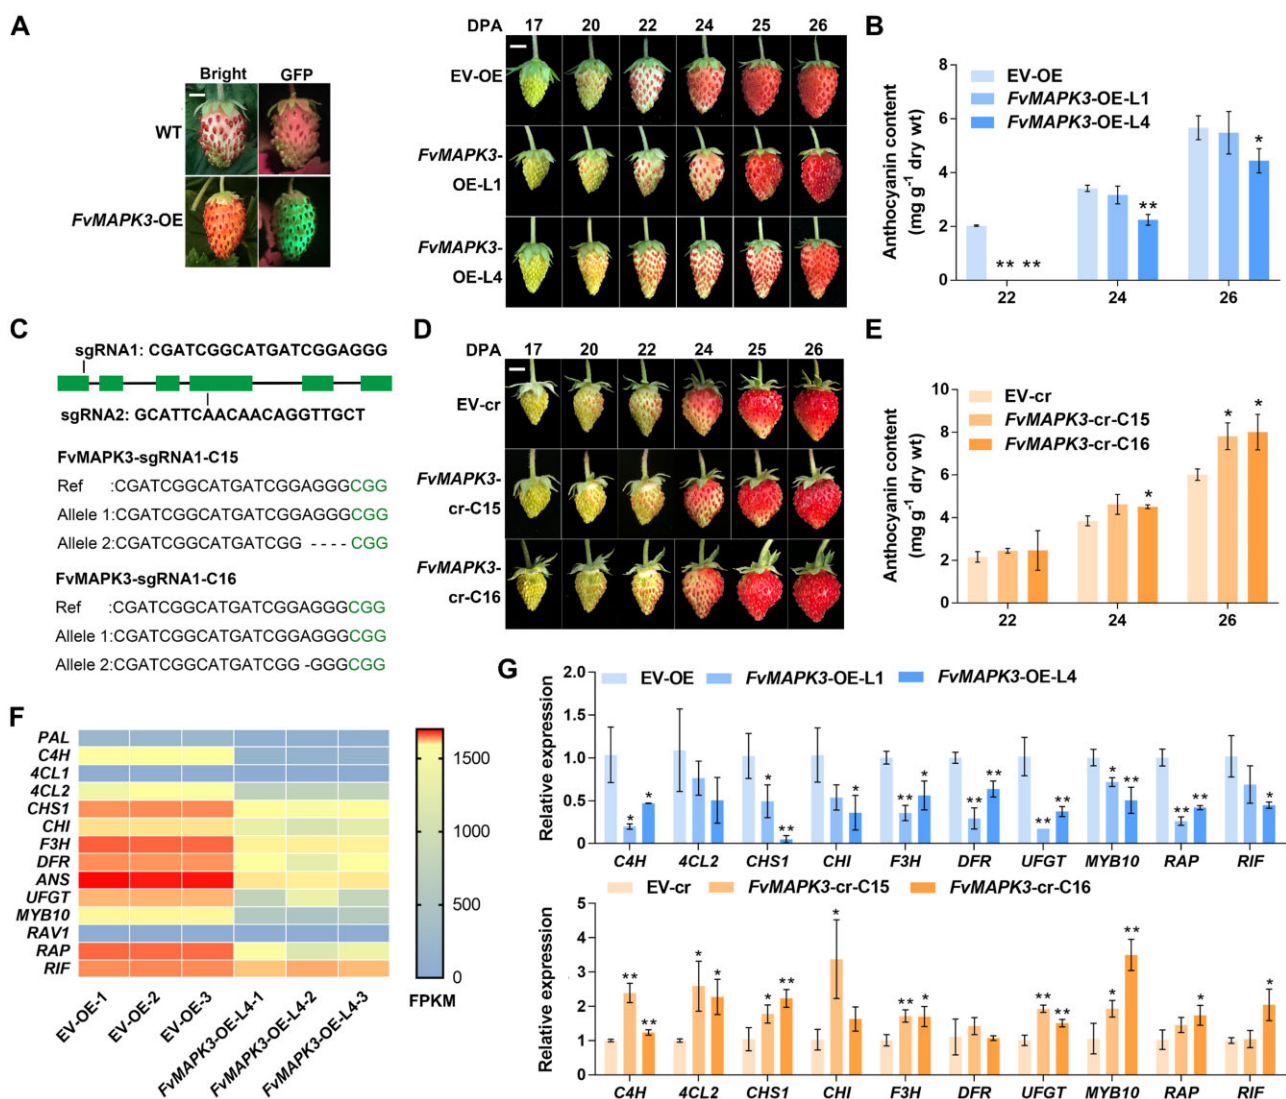 A
Bright GFP
WT
FvMAPK3-OE
DPA 17 20 22 24 25 26
EV-OE
FvMAPK3-
OE-L1
FvMAPK3-
OE-L4
B
EV-OE
FvMAPK3-OE-L1
FvMAPK3-OE-L4
Anthocyanin content
(mg g-1 dry wt)
8
6
4
2
0
** **
**
*
22 24 26
C
sgRNA1: CGATCGGCATGATCGGAGGG
sgRNA2: GCATTCAACAACAGGTTGCT
FvMAPK3-sgRNA1-C15
Ref :CGATCGGCATGATCGGAGGGCGG
Allele 1:CGATCGGCATGATCGGAGGGCGG
Allele 2:CGATCGGCATGATCGG ----CGG
FvMAPK3-sgRNA1-C16
Ref :CGATCGGCATGATCGGAGGGCGG
Allele 1:CGATCGGCATGATCGGAGGGCGG
Allele 2:CGATCGGCATGATCGG -GGGCGG
D
DPA 17 20 22 24 25 26
EV-cr
FvMAPK3-
cr-C15
FvMAPK3-
cr-C16
E
EV-cr
FvMAPK3-cr-C15
FvMAPK3-cr-C16
Anthocyanin content
(mg g-1 dry wt)
10
8
6
4
2
0
*
* *
22 24 26
F
PAL
C4H
4CL1
4CL2
CHS1
CHI
F3H
DFR
ANS
UFGT
MYB10
RAV1
RAP
RIF
EV-OE-1
EV-OE-2
EV-OE-3
FvMAPK3-OE-L4-1
FvMAPK3-OE-L4-2
FvMAPK3-OE-L4-3
1500
1000
500
0
FPKM
G
EV-OE FvMAPK3-OE-L1 FvMAPK3-OE-L4
Relative expression
2.0
1.5
1.0
0.5
0
* * * ** * ** * ** ** ** ** * ** ** ** *
C4H 4CL2 CHS1 CHI F3H DFR UFGT MYB10 RAP RIF
EV-cr FvMAPK3-cr-C15 FvMAPK3-cr-C16
Relative expression
5
4
3
2
1
0
** ** * * * ** * ** * ** ** * ** * *
C4H 4CL2 CHS1 CHI F3H DFR UFGT MYB10 RAP RIF